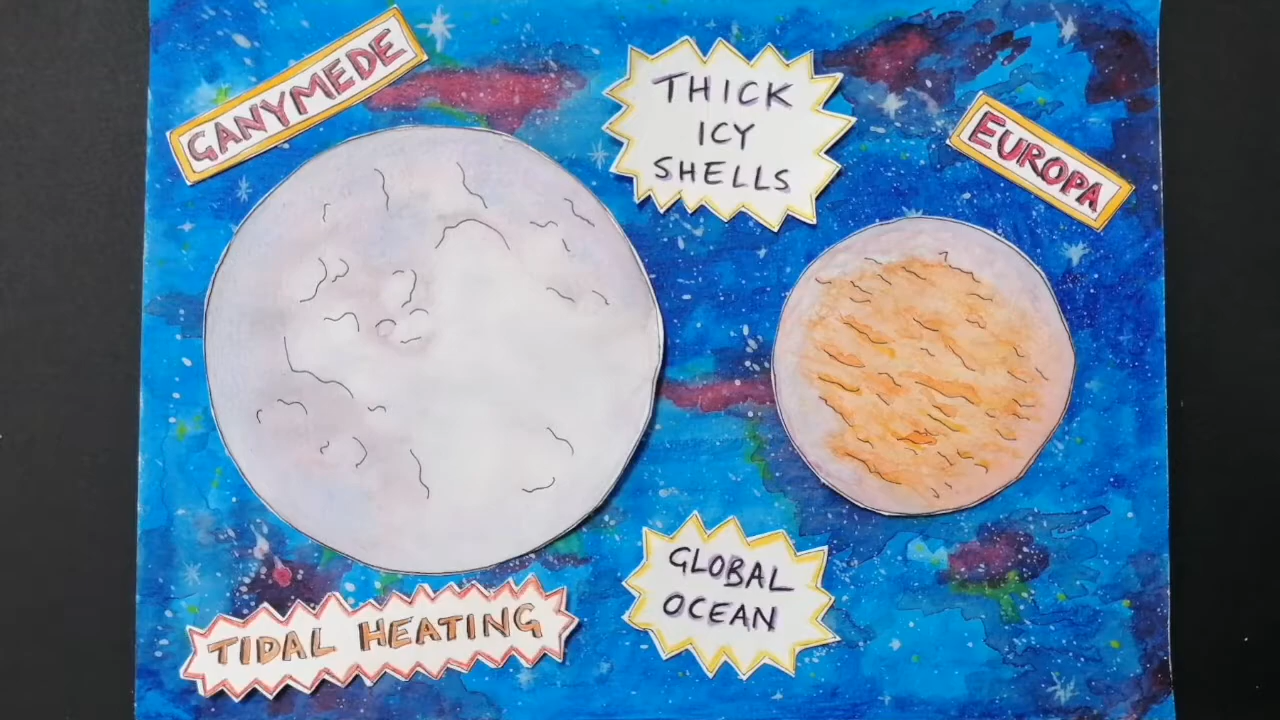 GANYMEDE
THICK
ICY
SHELLS
EUROPA
TIDAL HEATING
GLOBAL
OCEAN